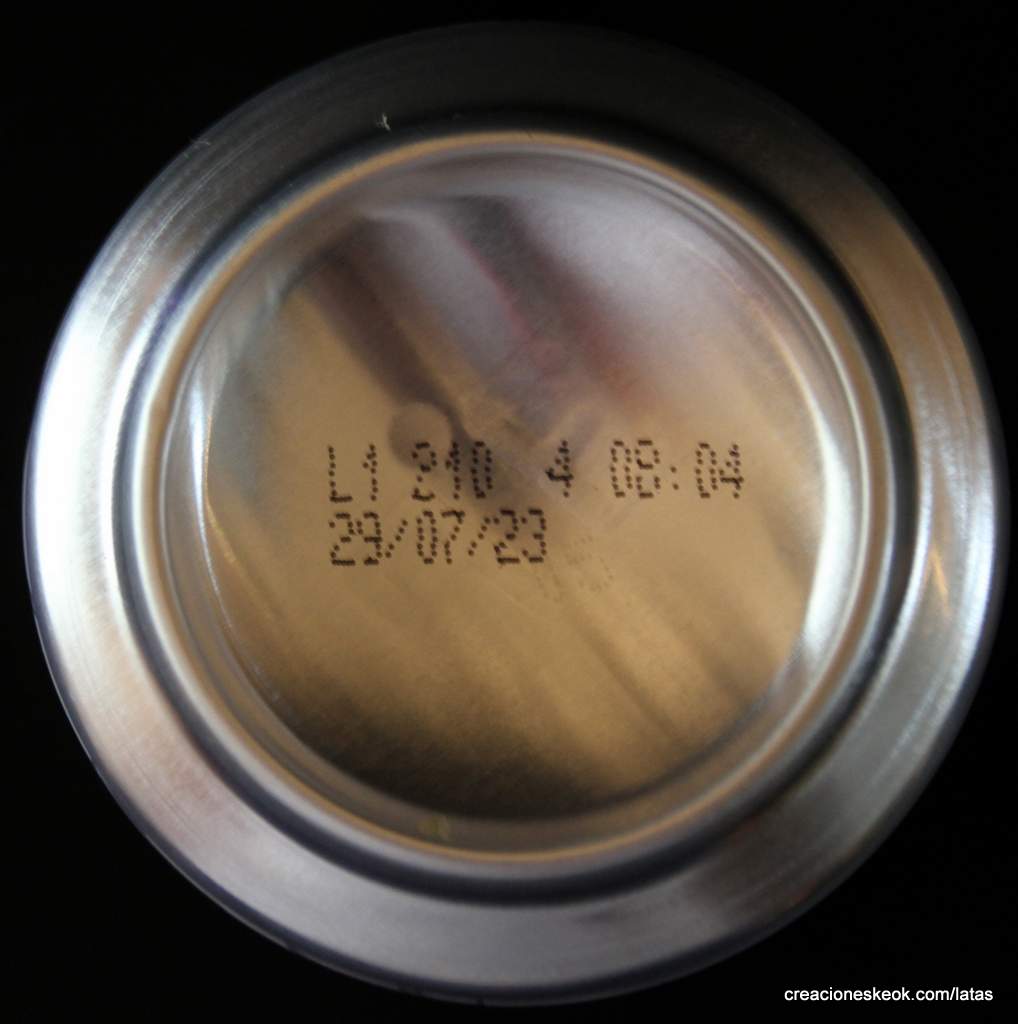 L1 210 4 08:04
29/07/23
creacioneskeok.com/latas